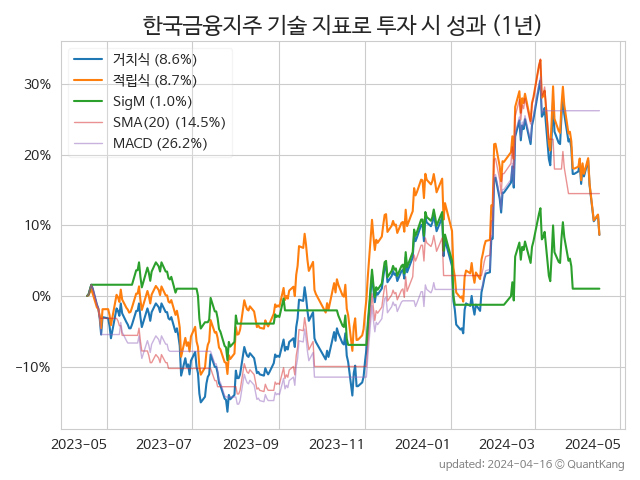 한국금융지주 기술 지표로 투자 시 성과 (1년)
거치식 (8.6%)
적립식 (8.7%)
SigM (1.0%)
SMA(20) (14.5%)
MACD (26.2%)
30%
20%
10%
0%
−10%
2023-05
2023-07
2023-09
2023-11
2024-01
2024-03
2024-05
updated: 2024-04-16 © QuantKang